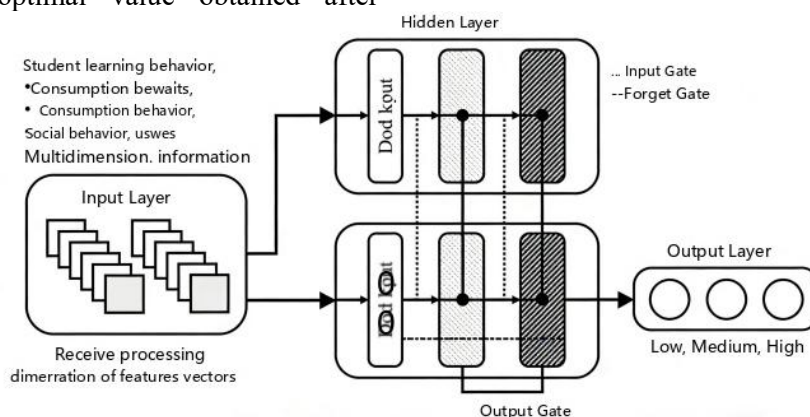 optimal value obtained after
Hidden Layer
Student learning behavior,
•Consumption bewaits,
• Consumption behavior,
Social behavior, uswes
Multidimension. information
... Input Gate
--Forget Gate
Dod kput
Input Layer
Dod kput
Output Layer
Low, Medium, High
Receive processing
dimerration of features vectors
Output Gate